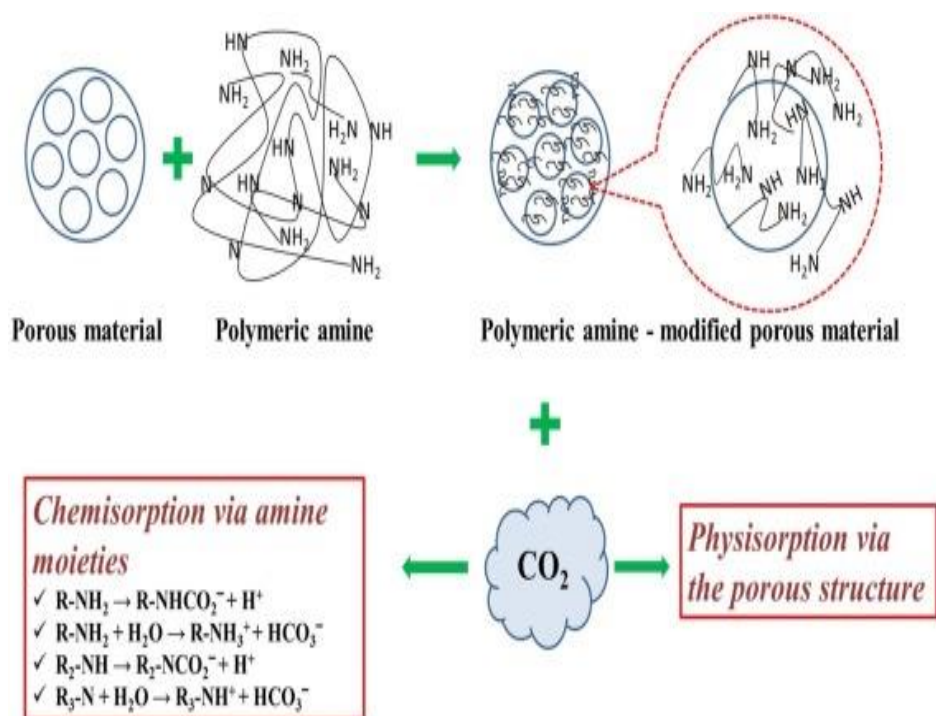 HN
NH2
NH2
H2N
NH
HN
NH2
N
HN
N
N
N
NH2
NH2
NH
N
NH2
NH2
HN
NH2
NH2
H2N
NH2
NH
NH2
NH
H2N
Porous material
Polymeric amine
Polymeric amine - modified porous material
Chemisorption via amine
moieties
✓ R-NH2 → R-NHCO2⁻ + H⁺
✓ R-NH2 + H2O → R-NH3⁺ + HCO3⁻
✓ R2-NH → R2-NCO2⁻ + H⁺
✓ R3-N + H2O → R3-NH⁺ + HCO3⁻
CO2
Physisorption via
the porous structure